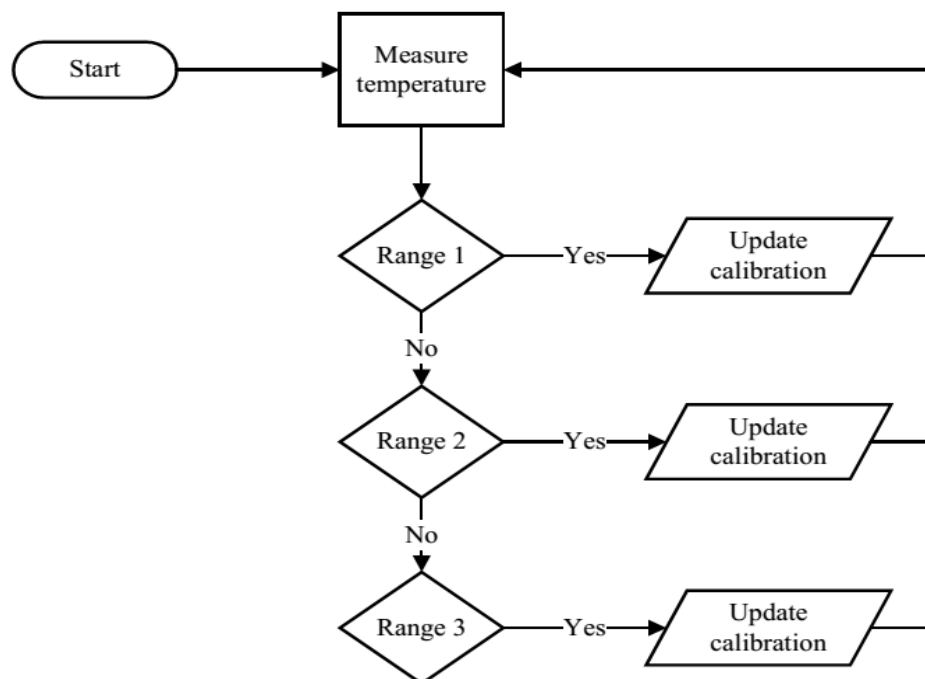 Start
Measure
temperature
Range 1
Yes
Update
calibration
No
Range 2
Yes
Update
calibration
No
Range 3
Yes
Update
calibration